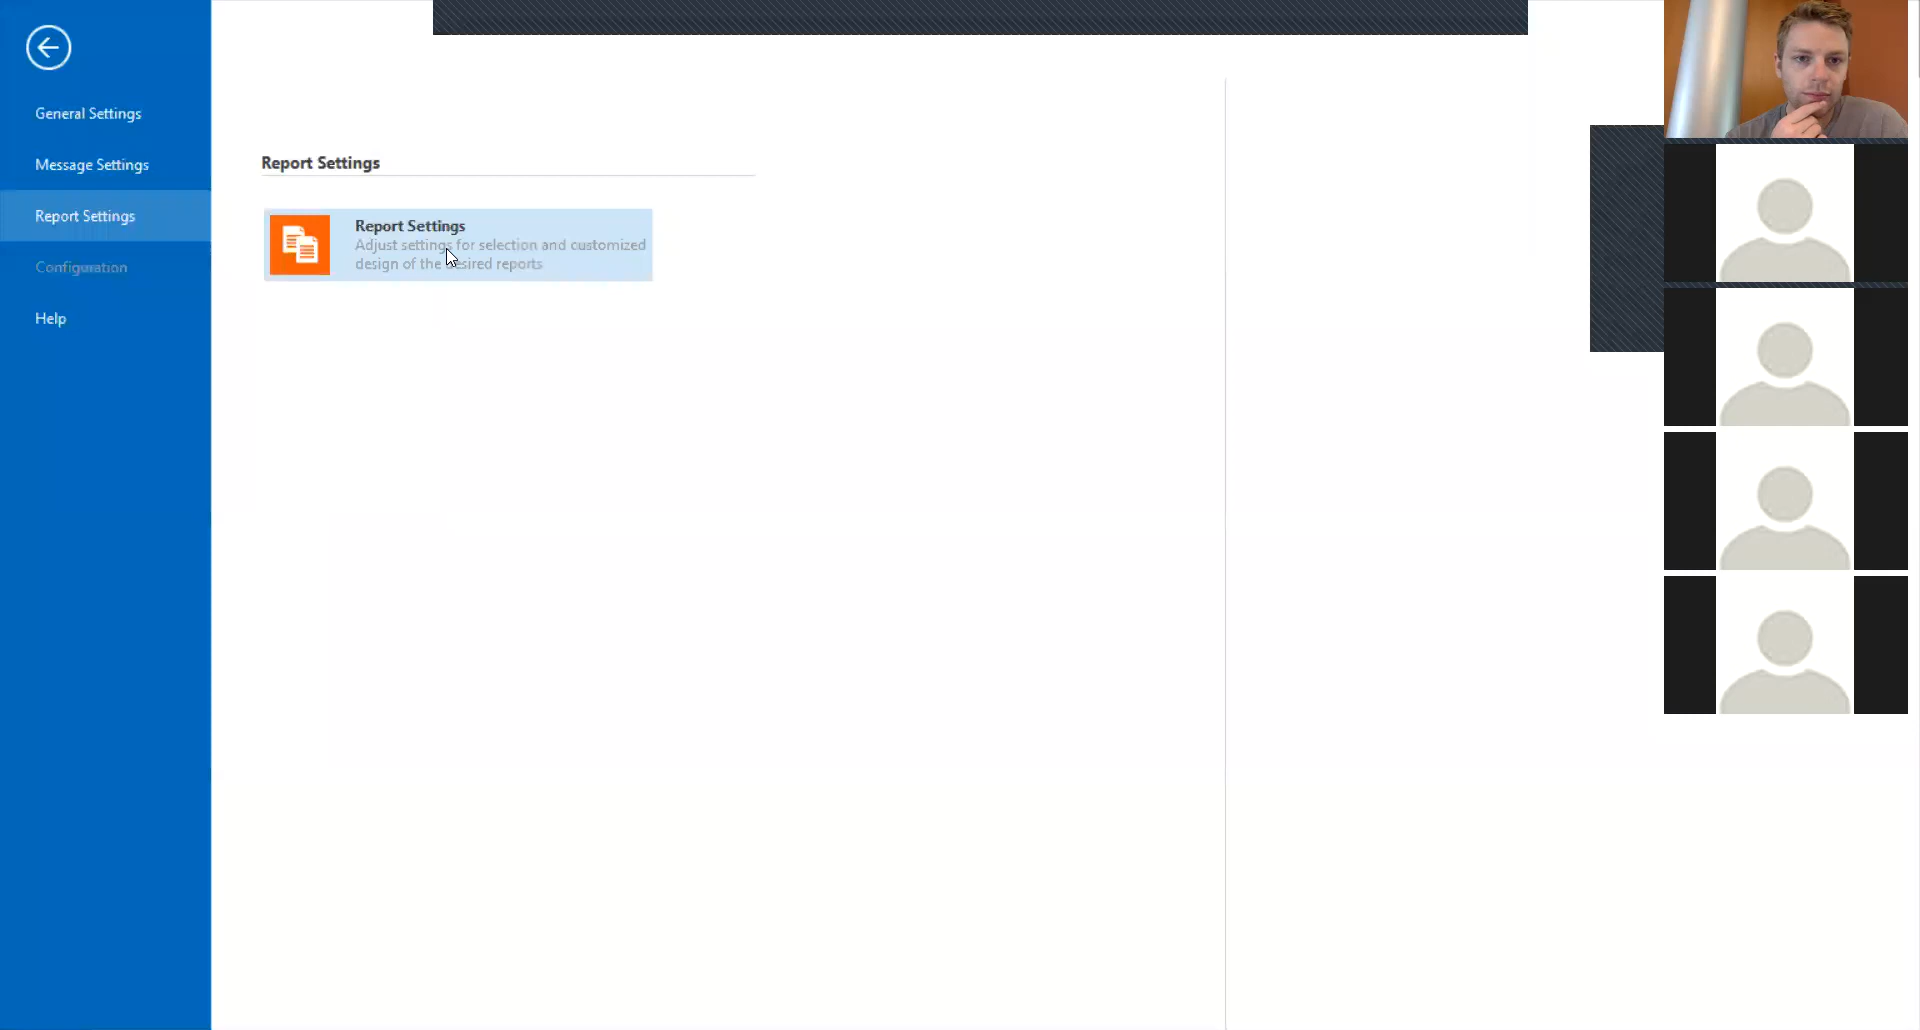 General Settings
Message Settings
Report Settings
Configuration
Help
Report Settings
Report Settings
Adjust settings for selection and customized
design of the desired reports